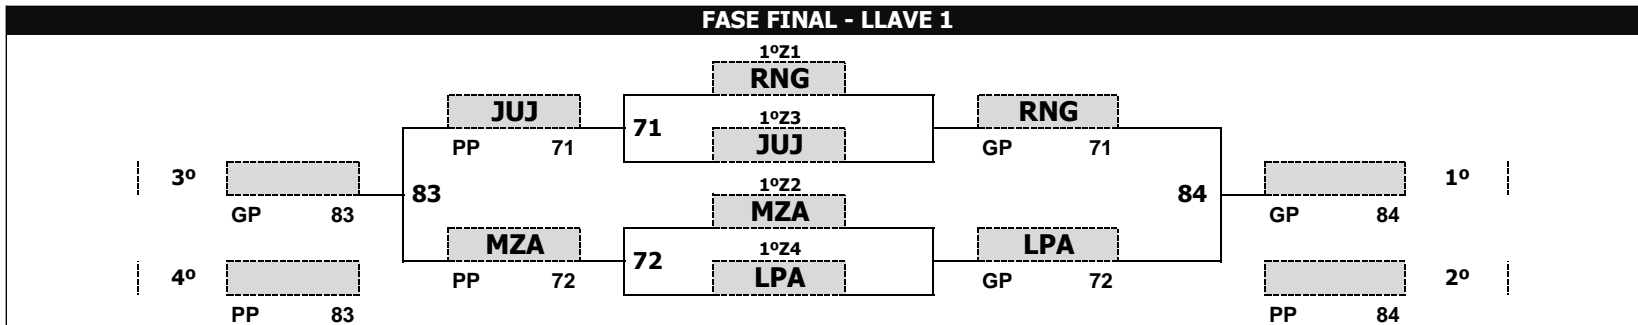 FASE FINAL - LLAVE 1
1ºZ1
RNG
JUJ
RNG
71
1ºZ3
JUJ
PP 71
GP 71
3º
83
1ºZ2
MZA
84
1º
GP 83
GP 84
MZA
72
1ºZ4
LPA
LPA
4º
PP 72
GP 72
2º
PP 83
PP 84